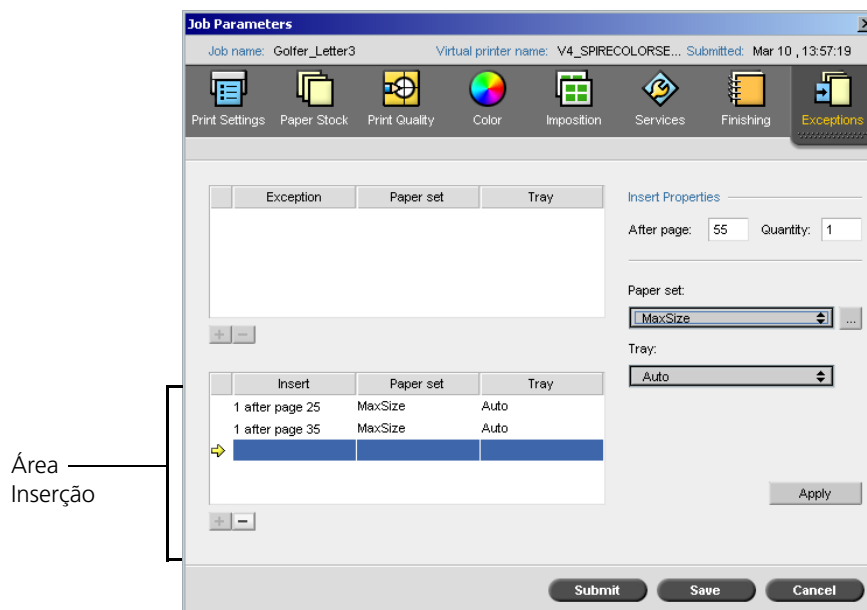 Job Parameters
Job name: Golfer_Letter3 Virtual printer name: V4_SPIRECOLORSE... Submitted: Mar 10 , 13:57:19
Print Settings Paper Stock Print Quality Color Imposition Services Finishing Exceptions
Exception Paper set Tray
Insert Properties
After page: 55 Quantity: 1
Paper set:
MaxSize ...
Tray:
Auto
Insert Paper set Tray
1 after page 25 MaxSize Auto
1 after page 35 MaxSize Auto
Área
Inserção
Apply
Submit Save Cancel